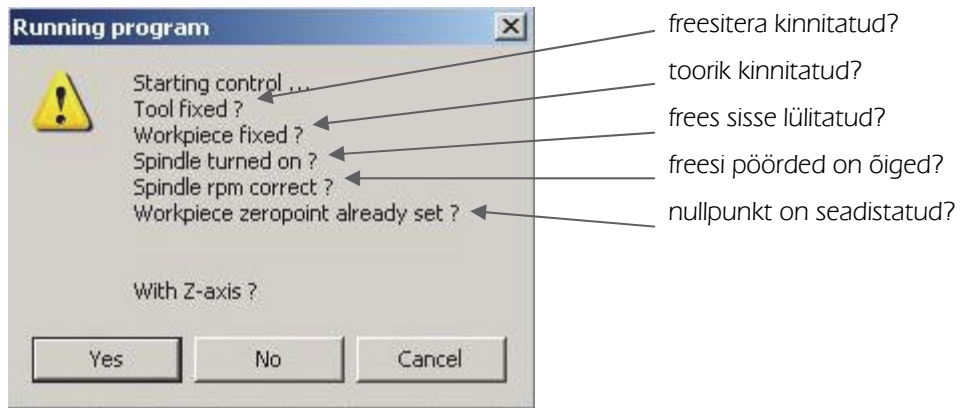 Running program
Starting control ...
Tool fixed ?
Workpiece fixed ?
Spindle turned on ?
Spindle rpm correct ?
Workpiece zeropoint already set ?
With Z-axis ?
Yes
No
Cancel
freesitera kinnitatud?
toorik kinnitatud?
frees sisse lülitatud?
freesi pöörded on õiged?
nullpunkt on seadistatud?